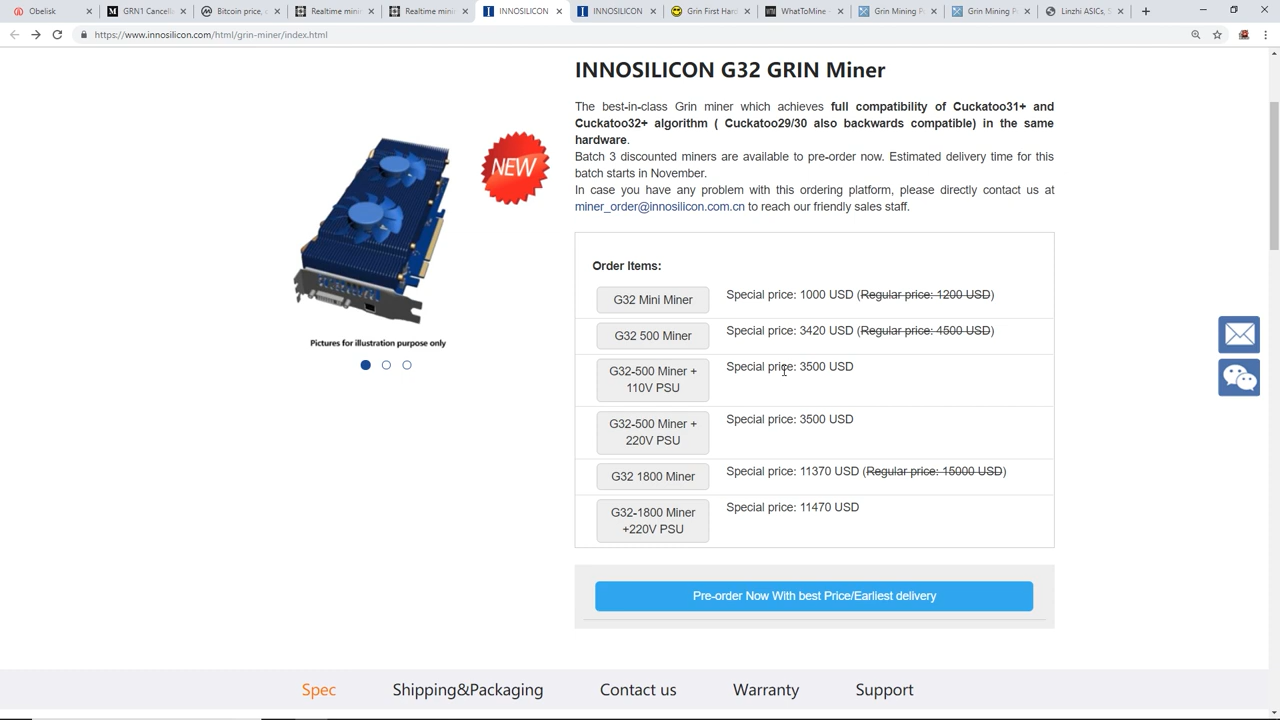 Obelisk
GRN1 Cancelle
Bitcoin price,
Realtime mini
Realtime mini
INNOSILICON
INNOSILICON
Grin First Hard
WhatToMine -
Grin Mining P
Grin Mining P
Linzhi ASICs, S
https://www.innosilicon.com/html/grin-miner/index.html
INNOSILICON G32 GRIN Miner
The best-in-class Grin miner which achieves full compatibility of Cuckatoo31+ and
Cuckatoo32+ algorithm ( Cuckatoo29/30 also backwards compatible) in the same
hardware.
Batch 3 discounted miners are available to pre-order now. Estimated delivery time for this
batch starts in November.
In case you have any problem with this ordering platform, please directly contact us at
miner_order@innosilicon.com.cn to reach our friendly sales staff.
NEW
Pictures for illustration purpose only
Order Items:
G32 Mini Miner Special price: 1000 USD (Regular price: 1200 USD)
G32 500 Miner Special price: 3420 USD (Regular price: 4500 USD)
G32-500 Miner + Special price: 3500 USD
110V PSU
G32-500 Miner + Special price: 3500 USD
220V PSU
G32 1800 Miner Special price: 11370 USD (Regular price: 15000 USD)
G32-1800 Miner Special price: 11470 USD
+220V PSU
Pre-order Now With best Price/Earliest delivery
Spec Shipping&Packaging Contact us Warranty Support